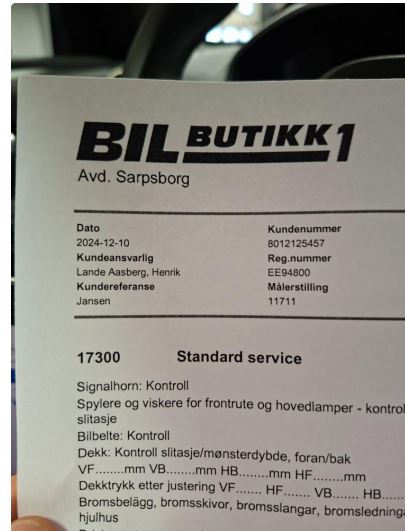 BIL BUTIKK1
Avd. Sarpsborg
Dato Kundenummer
2024-12-10 8012125457
Kundeansvarlig Reg.nummer
Lande Aasberg, Henrik EE94800
Kundereferanse Målerstilling
Jansen 11711
17300 Standard service
Signalhorn: Kontroll
Spylere og viskere for frontrute og hovedlamper - kontrol
slitasje
Bilbelte: Kontroll
Dekk: Kontroll slitasje/mønsterdybde, foran/bak
VF........mm VB........mm HB........mm HF........mm
Dekktrykk etter justering VF....... HF....... VB....... HB.......
Bromsbelägg, bromsskivor, bromsslangar, bromsledninga
hjulhus